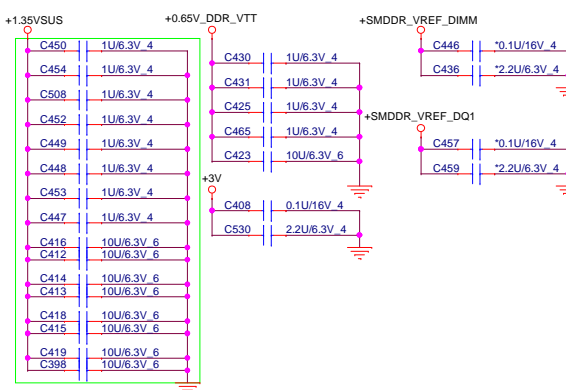 +1.35VSUS
C450 1U/6.3V_4
C454 1U/6.3V_4
C508 1U/6.3V_4
C452 1U/6.3V_4
C449 1U/6.3V_4
C448 1U/6.3V_4
C453 1U/6.3V_4
C447 1U/6.3V_4
C416 10U/6.3V_6
C412 10U/6.3V_6
C414 10U/6.3V_6
C413 10U/6.3V_6
C418 10U/6.3V_6
C415 10U/6.3V_6
C419 10U/6.3V_6
C398 10U/6.3V_6
+0.65V_DDR_VTT
C430 1U/6.3V_4
C431 1U/6.3V_4
C425 1U/6.3V_4
C465 1U/6.3V_4
C423 10U/6.3V_6
+3V
C408 0.1U/16V_4
C530 2.2U/6.3V_4
+SMDDR_VREF_DIMM
C446 *0.1U/16V_4
C436 *2.2U/6.3V_4
+SMDDR_VREF_DQ1
C457 *0.1U/16V_4
C459 *2.2U/6.3V_4